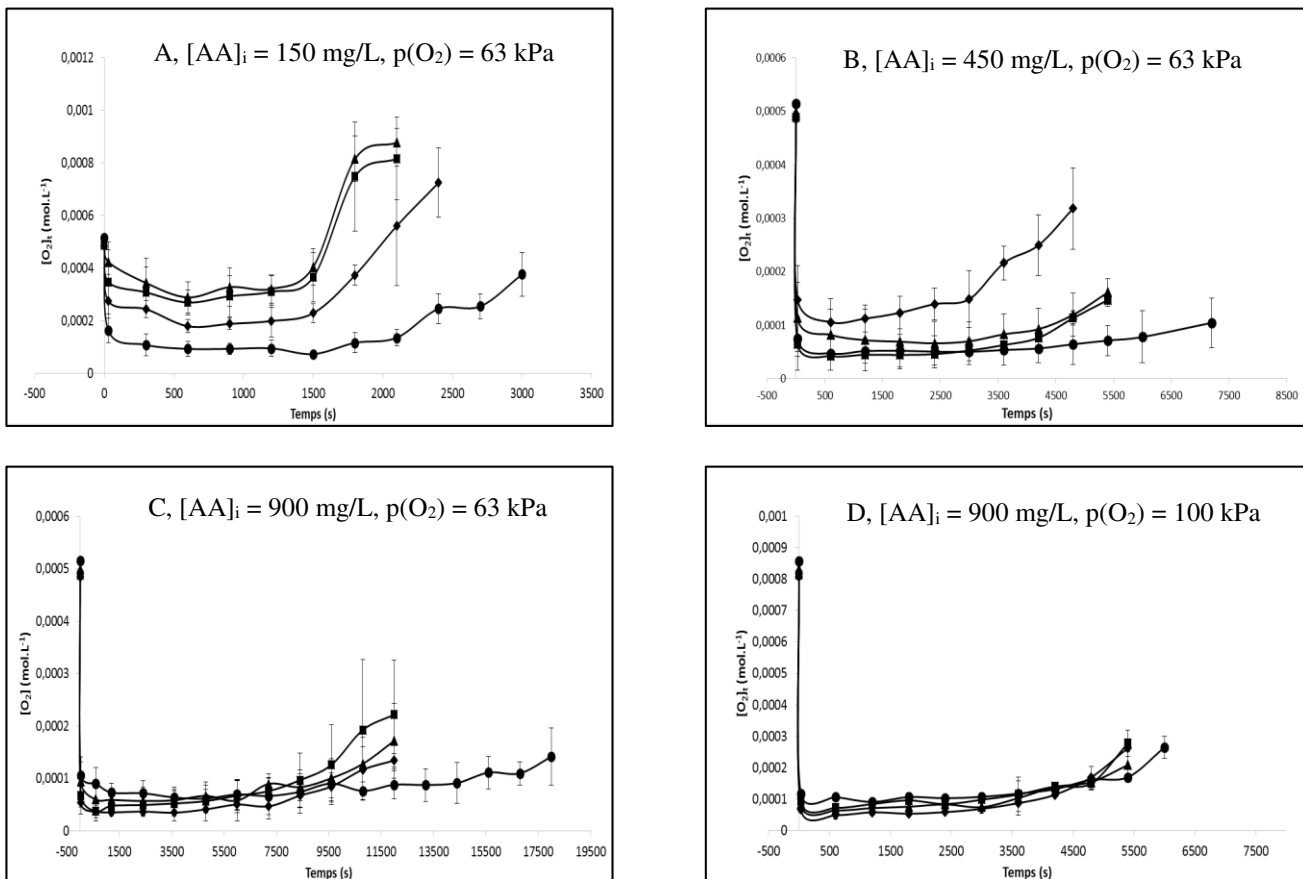 A, [AA]i = 150 mg/L, p(O2) = 63 kPa
0,0012
0,001
0,0008
0,0006
0,0004
0,0002
0
[O2]t (mol.L-1)
-500 0 500 1000 1500 2000 2500 3000 3500
Temps (s)
B, [AA]i = 450 mg/L, p(O2) = 63 kPa
0,0006
0,0005
0,0004
0,0003
0,0002
0,0001
0
[O2]t (mol.L-1)
-500 500 1500 2500 3500 4500 5500 6500 7500 8500
Temps (s)
C, [AA]i = 900 mg/L, p(O2) = 63 kPa
0,0006
0,0005
0,0004
0,0003
0,0002
0,0001
0
[O2] (mol.L-1)
-500 1500 3500 5500 7500 9500 11500 13500 15500 17500 19500
Temps (s)
D, [AA]i = 900 mg/L, p(O2) = 100 kPa
0,001
0,0009
0,0008
0,0007
0,0006
0,0005
0,0004
0,0003
0,0002
0,0001
0
[O2]t (mol.L-1)
-500 500 1500 2500 3500 4500 5500 6500 7500
Temps (s)